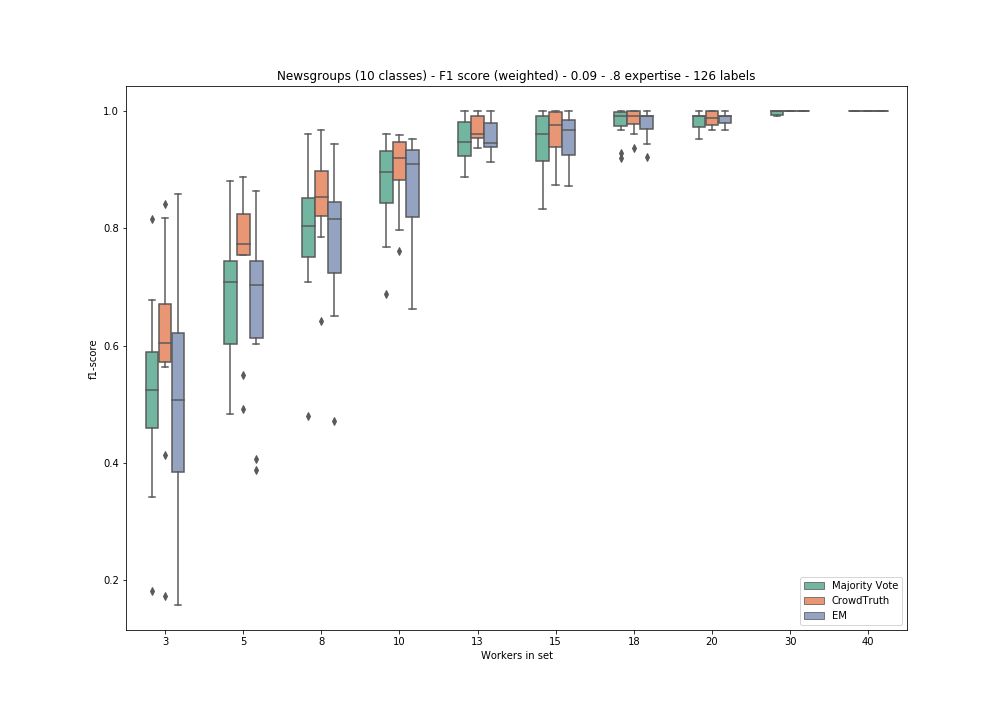 Newsgroups (10 classes) - F1 score (weighted) - 0.09 - .8 expertise - 126 labels
1.0
0.8
0.6
0.4
0.2
f1-score
3 5 8 10 13 15 18 20 30 40
Workers in set
Majority Vote
CrowdTruth
EM